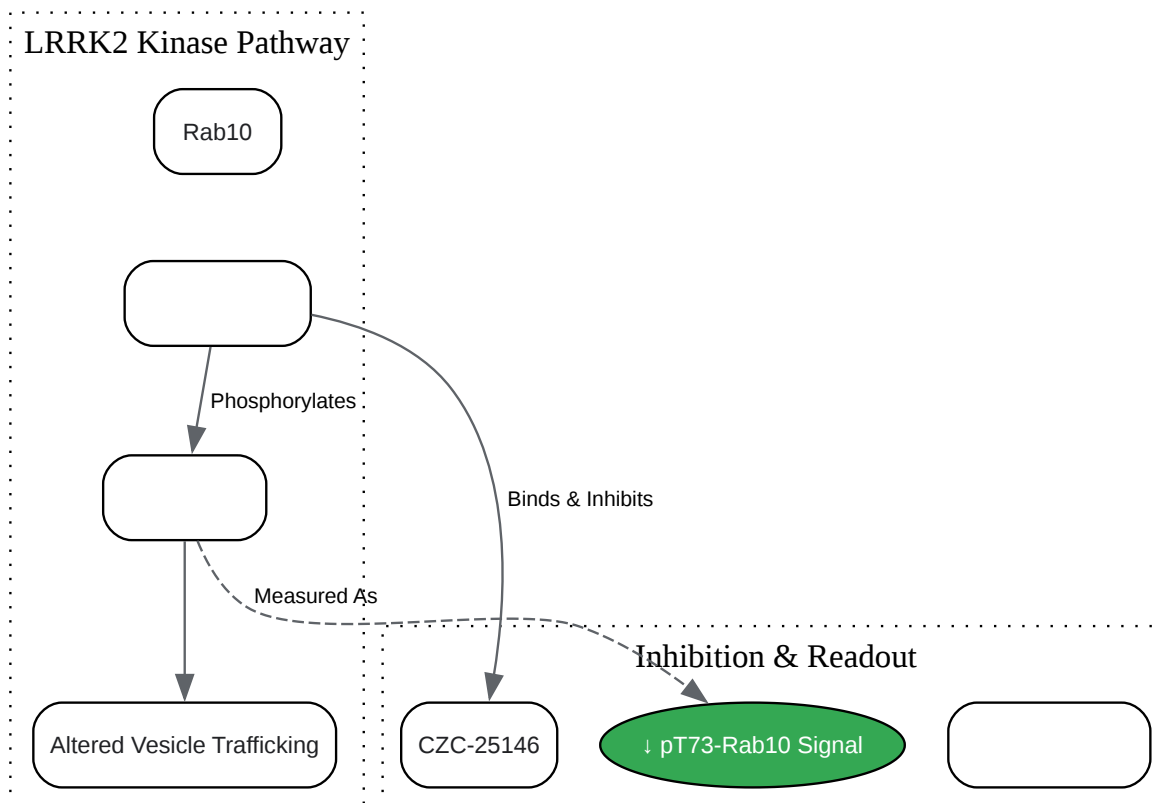 LRRK2 Kinase Pathway
Rab10
Phosphorylates
Binds & Inhibits
Measured As
Inhibition & Readout
Altered Vesicle Trafficking
CZC-25146
↓ pT73-Rab10 Signal